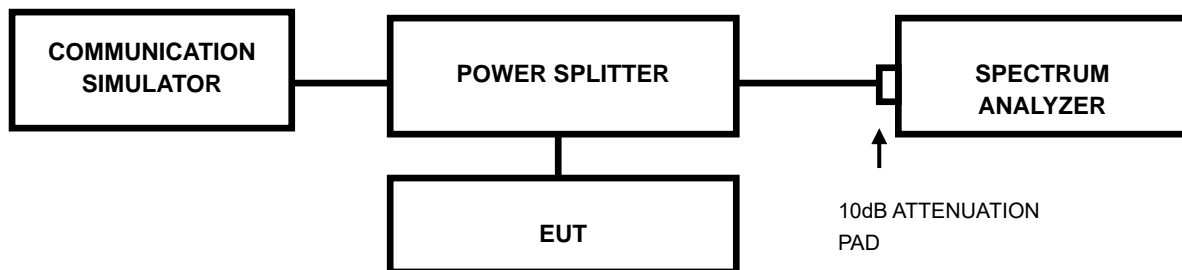 COMMUNICATION
SIMULATOR
POWER SPLITTER
SPECTRUM
ANALYZER
EUT
10dB ATTENUATION
PAD